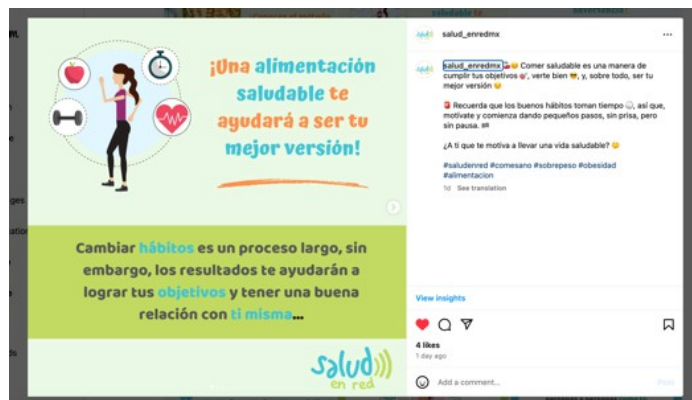 ¡Una alimentación
saludable te
ayudará a ser tu
mejor versión!
Cambiar hábitos es un proceso largo, sin
embargo, los resultados te ayudarán a
lograr tus objetivos y tener una buena
relación con ti misma...
salud
en red
salud_enredmx
salud_enredmx Comer saludable es una manera de
cumplir tus objetivos, verte bien, y, sobre todo, ser tu
mejor versión
Recuerda que los buenos hábitos toman tiempo, así que,
motívate y comienza dando pequeños pasos, sin prisa, pero
sin pausa.
¿A ti que te motiva a llevar una vida saludable?
#saludenred #comesano #sobrepeso #obesidad
#alimentacion
1d See translation
View insights
4 likes
1 day ago
Add a comment...
Post